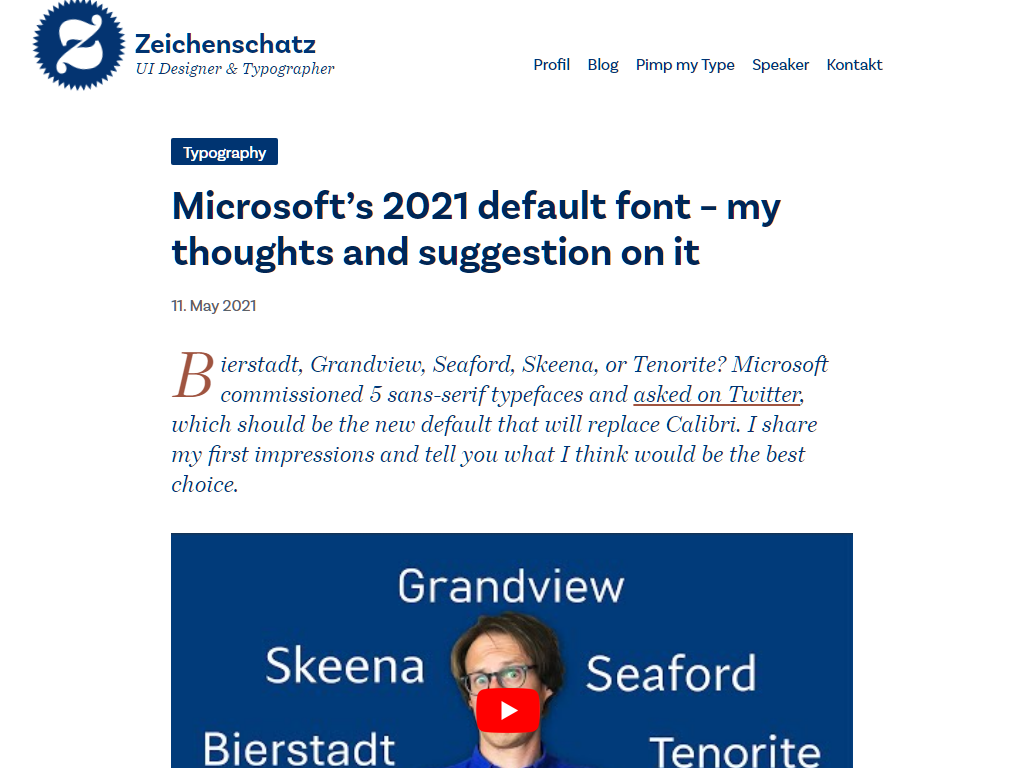 Zeichenschatz
UI Designer & Typographer
Profil Blog Pimp my Type Speaker Kontakt
Typography
Microsoft’s 2021 default font – my
thoughts and suggestion on it
11. May 2021
Bierstadt, Grandview, Seaford, Skeena, or Tenorite? Microsoft
commissioned 5 sans-serif typefaces and asked on Twitter,
which should be the new default that will replace Calibri. I share
my first impressions and tell you what I think would be the best
choice.
Grandview
Skeena
Seaford
Bierstadt
Tenorite